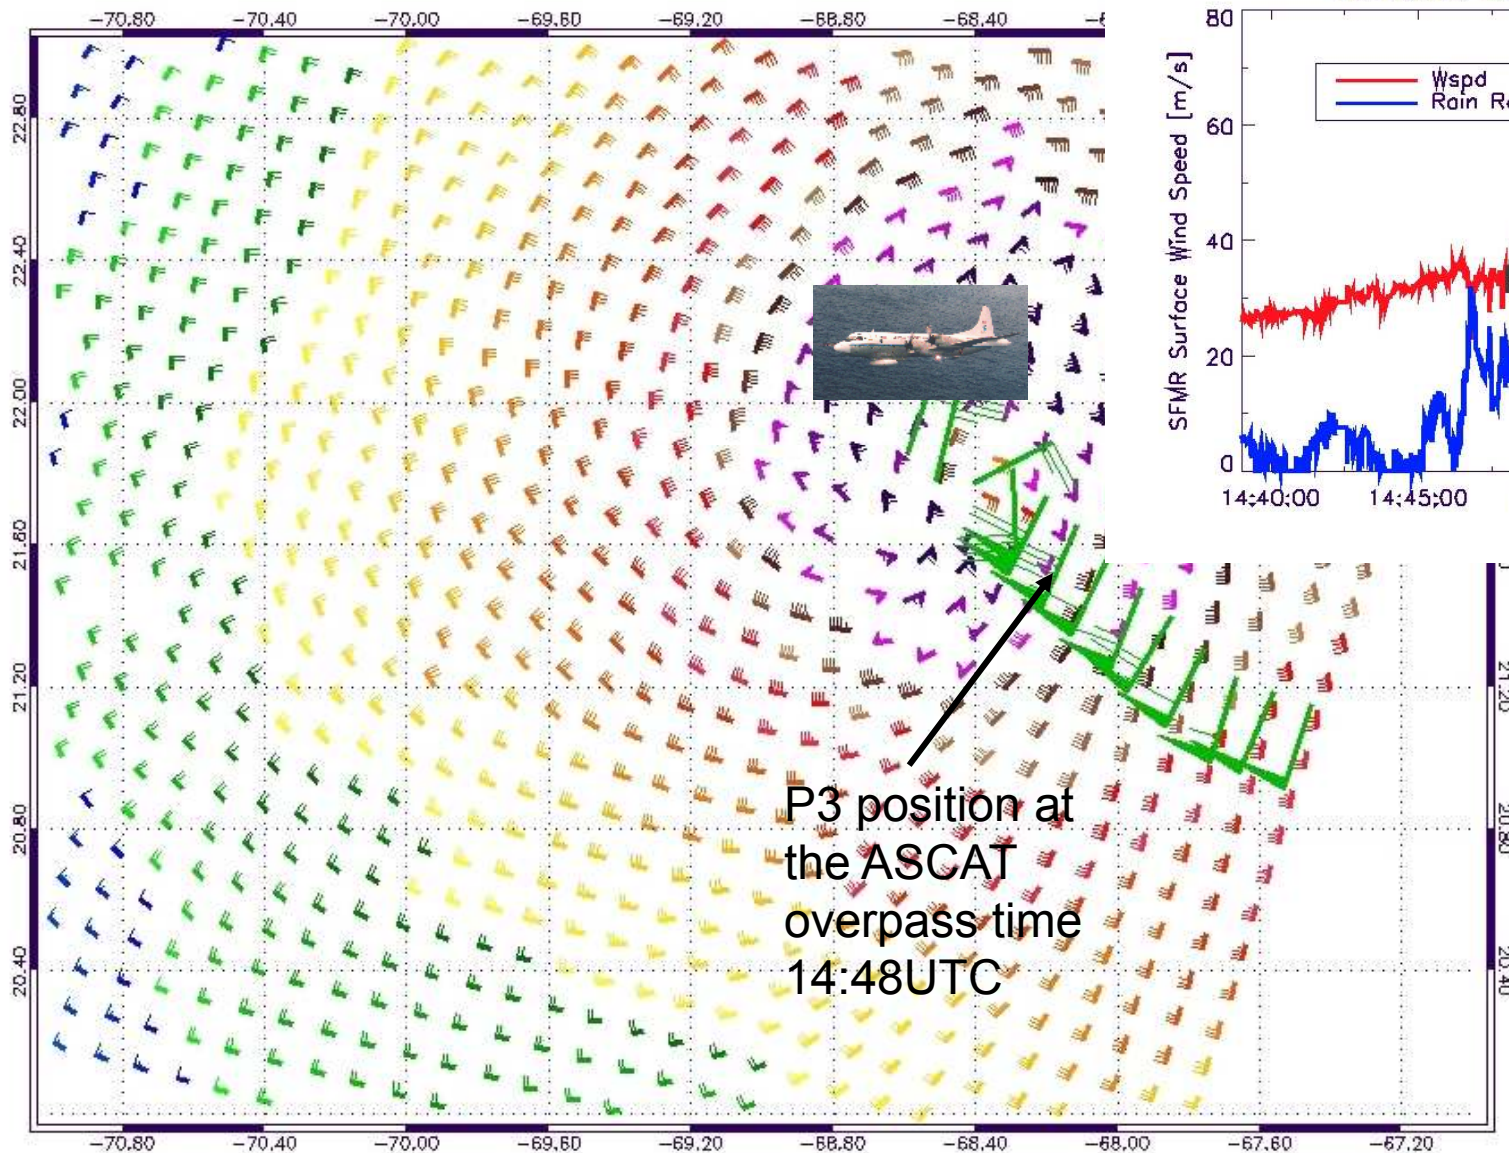 −70.80 −70.40 −70.00 −69.60 −69.20 −68.80 −68.40
22.80
22.40
22.00
21.60
21.20
20.80
20.40
80
60
40
20
0
SFMR Surface Wind Speed [m/s]
Wspd
Rain
14:40:00 14:45:00
P3 position at
the ASCAT
overpass time
14:48UTC
21.20
20.80
20.40
−70.80 −70.40 −70.00 −69.60 −69.20 −68.80 −68.40 −68.00 −67.60 −67.20